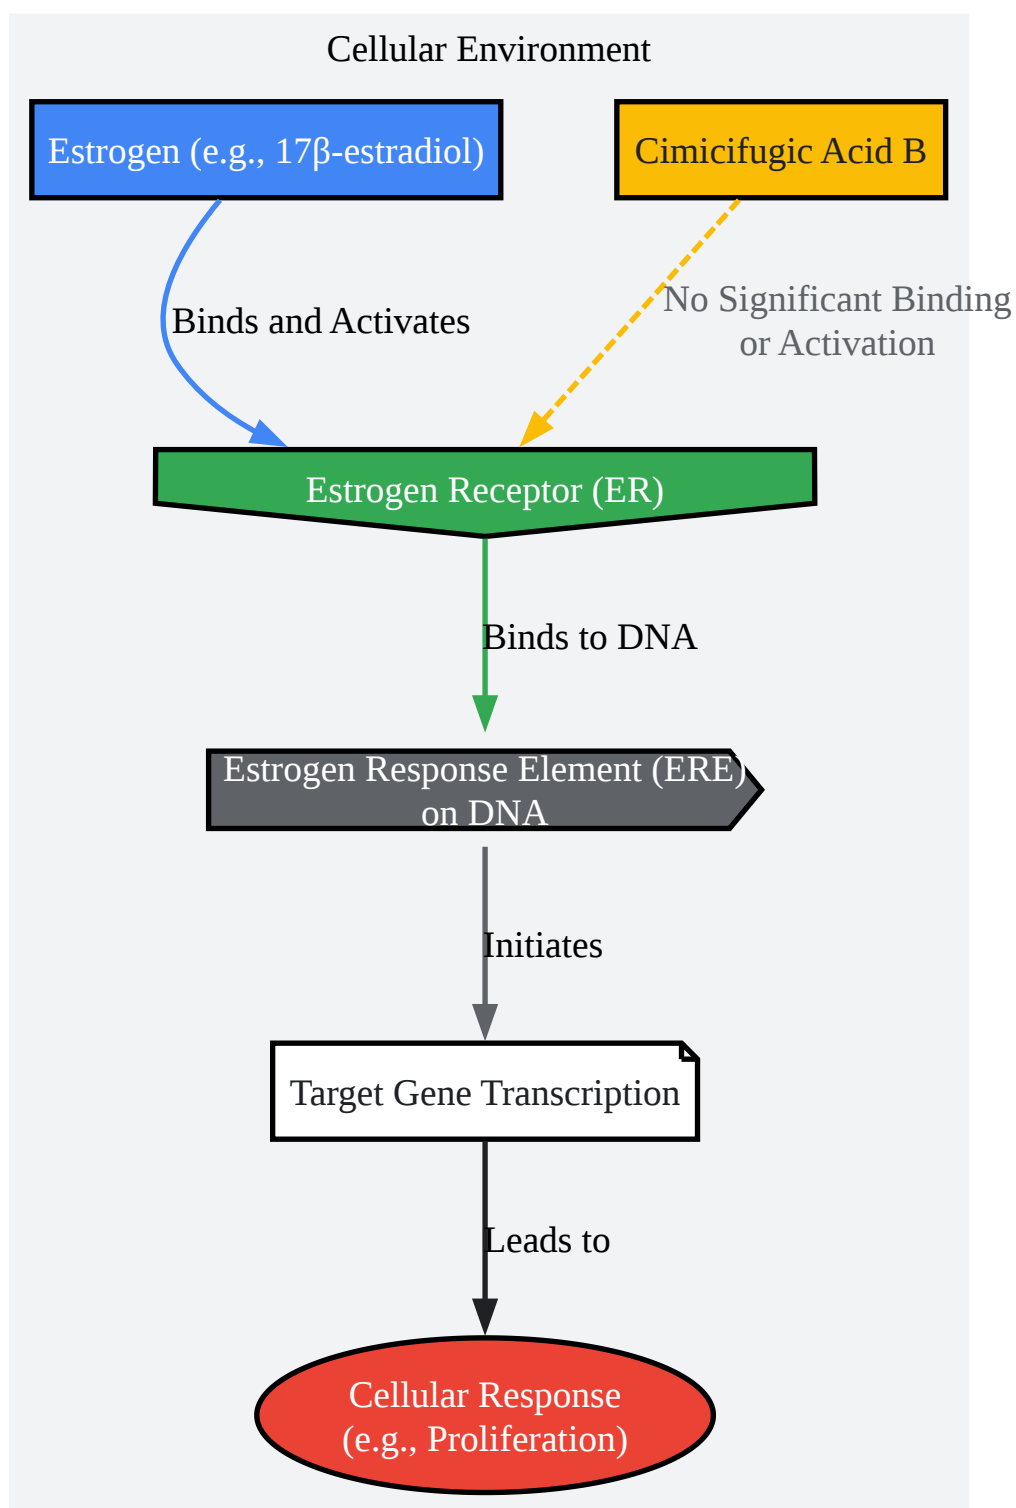 Cellular Environment
Estrogen (e.g., 17β-estradiol)
Cimicifugic Acid B
Binds and Activates
No Significant Binding
or Activation
Estrogen Receptor (ER)
Binds to DNA
Estrogen Response Element (ERE)
on DNA
Initiates
Target Gene Transcription
Leads to
Cellular Response
(e.g., Proliferation)